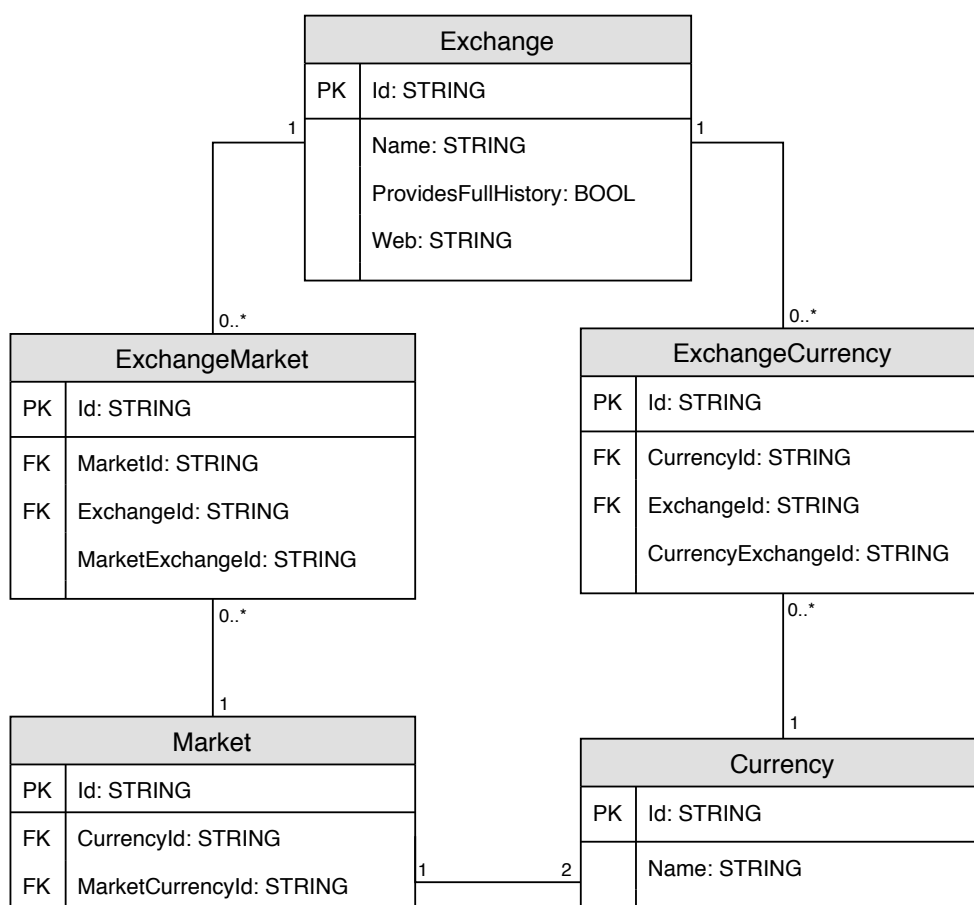 Exchange
PK Id: STRING
Name: STRING
ProvidesFullHistory: BOOL
Web: STRING
1
1
0..*
0..*
ExchangeMarket
PK Id: STRING
FK MarketId: STRING
FK ExchangeId: STRING
MarketExchangeId: STRING
ExchangeCurrency
PK Id: STRING
FK CurrencyId: STRING
FK ExchangeId: STRING
CurrencyExchangeId: STRING
0..*
0..*
1
1
Market
PK Id: STRING
FK CurrencyId: STRING
FK MarketCurrencyId: STRING
1
2
Currency
PK Id: STRING
Name: STRING